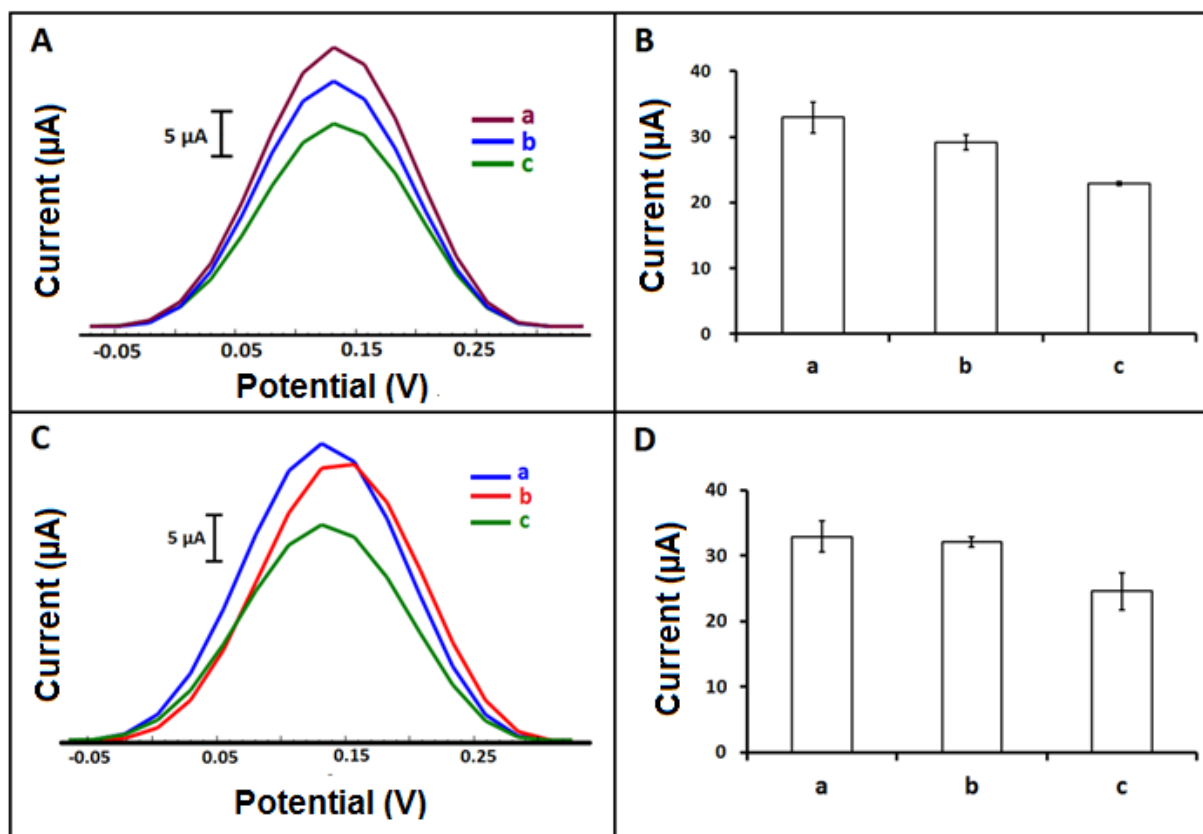 A
Current (µA)
5 µA
a
b
c
-0.05 0.05 0.15 0.25
Potential (V)
B
Current (µA)
40
30
20
10
0
a b c
C
Current (µA)
5 µA
a
b
c
-0.05 0.05 0.15 0.25
Potential (V)
D
Current (µA)
40
30
20
10
0
a b c